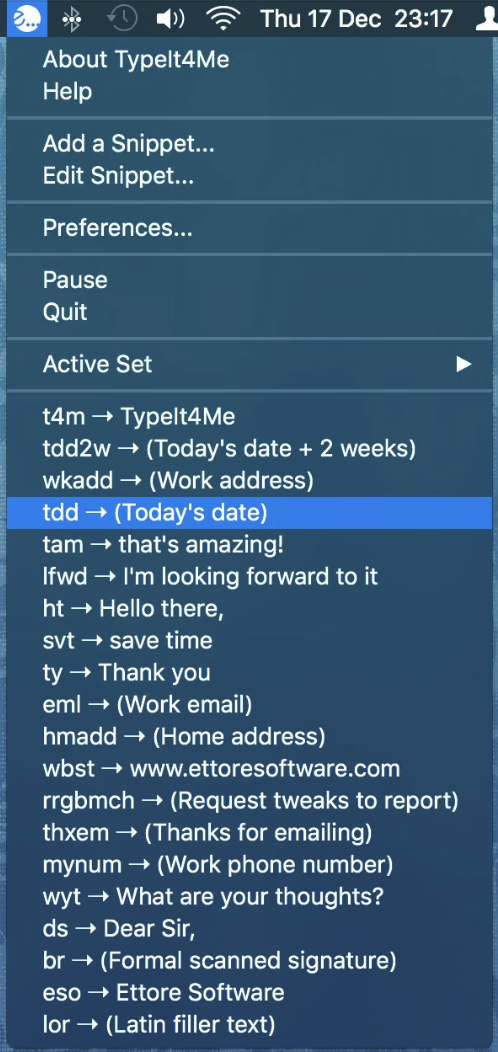 Thu 17 Dec 23:17
About TypeIt4Me
Help
Add a Snippet...
Edit Snippet...
Preferences...
Pause
Quit
Active Set
t4m → TypeIt4Me
tdd2w → (Today's date + 2 weeks)
wkadd → (Work address)
tdd → (Today's date)
tam → that's amazing!
lfwd → I'm looking forward to it
ht → Hello there,
svt → save time
ty → Thank you
eml → (Work email)
hmadd → (Home address)
wbst → www.ettoresoftware.com
rrgbmch → (Request tweaks to report)
thxem → (Thanks for emailing)
mynum → (Work phone number)
wyt → What are your thoughts?
ds → Dear Sir,
br → (Formal scanned signature)
eso → Ettore Software
lor → (Latin filler text)